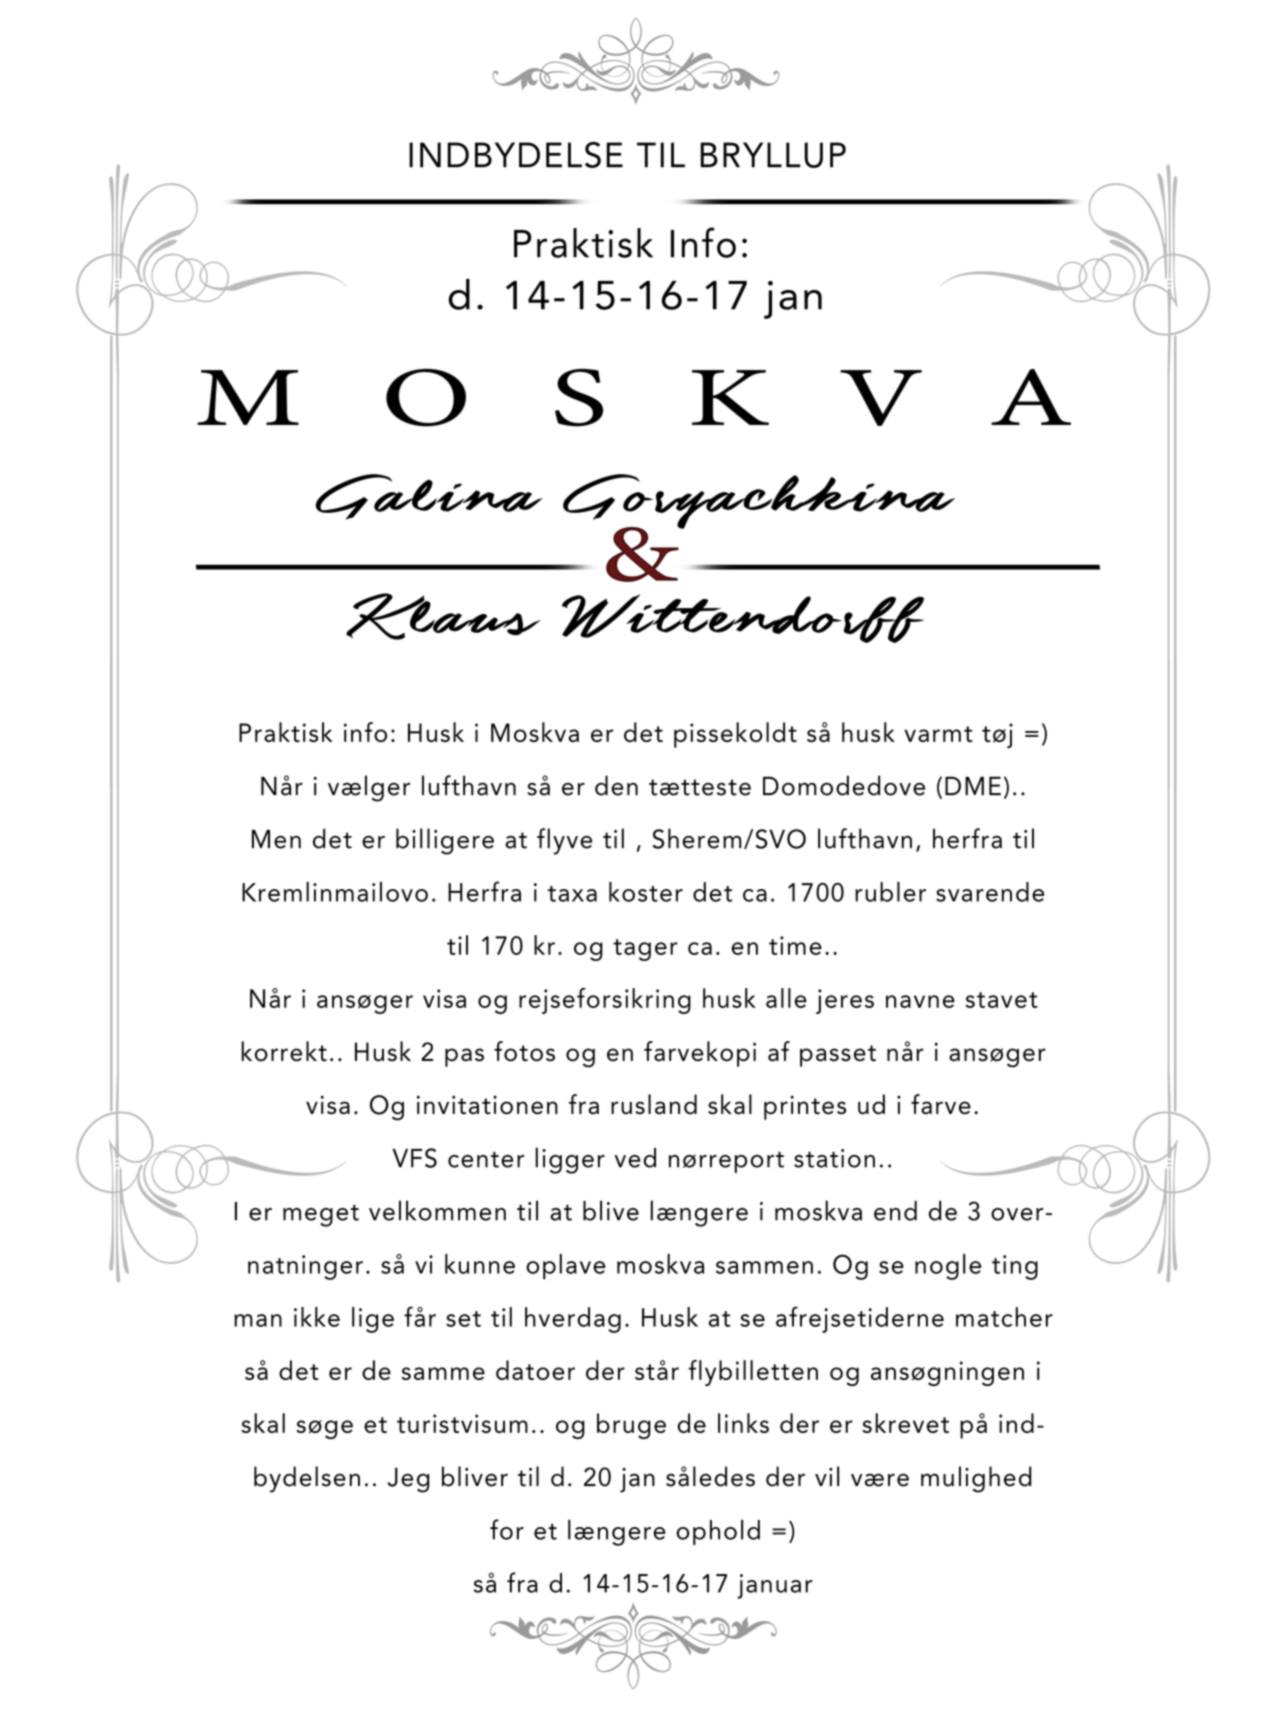 INDBYDELSE TIL BRYLLUP
Praktisk Info:
d. 14-15-16-17 jan
MOSKVA
Galina Goryachkina
&
Klaus Wittendorff
Praktisk info: Husk i Moskva er det pissekoldt så husk varmt tøj =)
Når i vælger lufthavn så er den tætteste Domodedove (DME)..
Men det er billigere at flyve til , Sherem/SVO lufthavn, herfra til
Kremlinmailovo. Herfra i taxa koster det ca. 1700 rubler svarende
til 170 kr. og tager ca. en time..
Når i ansøger visa og rejseforsikring husk alle jeres navne stavet
korrekt.. Husk 2 pas fotos og en farvekopi af passet når i ansøger
visa. Og invitationen fra rusland skal printes ud i farve.
VFS center ligger ved nørreport station..
I er meget velkommen til at blive længere i moskva end de 3 over-
natninger. så vi kunne oplave moskva sammen. Og se nogle ting
man ikke lige får set til hverdag. Husk at se afrejsetiderne matcher
så det er de samme datoer der står flybilletten og ansøgningen i
skal søge et turistvisum.. og bruge de links der er skrevet på ind-
bydelsen.. Jeg bliver til d. 20 jan således der vil være mulighed
for et længere ophold =)
så fra d. 14-15-16-17 januar